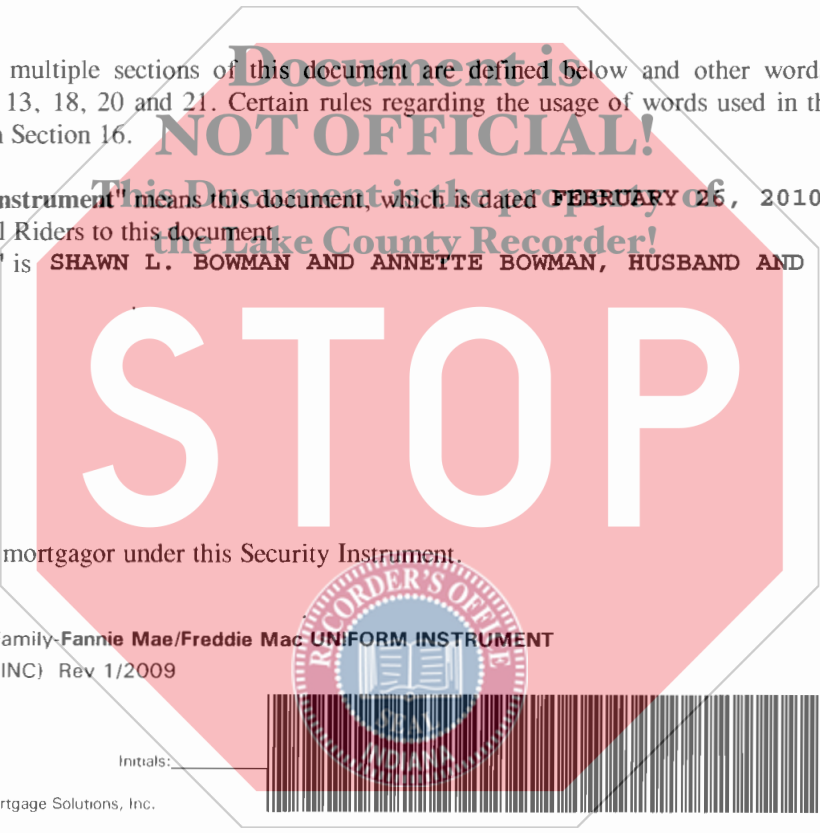 Document is
multiple sections of this document are defined below and other word
13, 18, 20 and 21. Certain rules regarding the usage of words used in th
NOT OFFICIAL!
Section 16.
This Document is the property of
nstrument" means this document, which is dated FEBRUARY 26, 2010
the Lake County Recorder!
l Riders to this document.
" is SHAWN L. BOWMAN AND ANNETTE BOWMAN, HUSBAND AND
STOP
mortgagor under this Security Instrument.
RECORDER'S OFFICE
amily-Fannie Mae/Freddie Mac UNIFORM INSTRUMENT
INC) Rev 1/2009
SEAL
INDIANA
Initials:
rtgage Solutions, Inc.